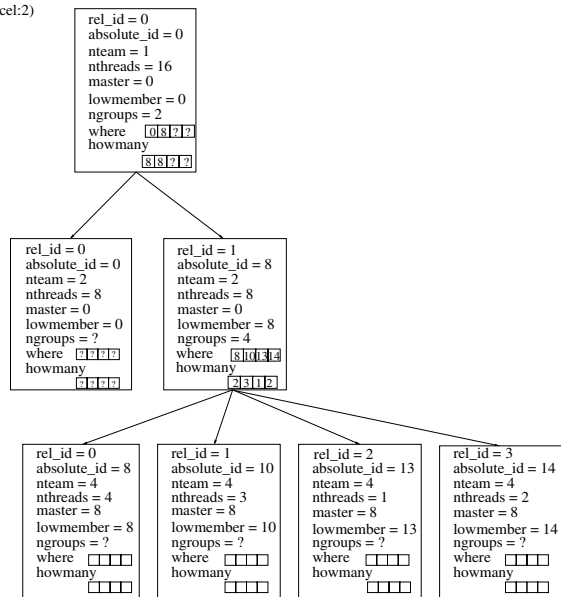 cel:2)
rel_id = 0
absolute_id = 0
nteam = 1
nthreads = 16
master = 0
lowmember = 0
ngroups = 2
where 0 8 ? ?
howmany
8 8 ? ?
rel_id = 0
absolute_id = 0
nteam = 2
nthreads = 8
master = 0
lowmember = 0
ngroups = ?
where ? ? ? ?
howmany
? ? ? ?
rel_id = 1
absolute_id = 8
nteam = 2
nthreads = 8
master = 0
lowmember = 8
ngroups = 4
where 8 10 13 14
howmany
2 3 1 2
rel_id = 0
absolute_id = 8
nteam = 4
nthreads = 4
master = 8
lowmember = 8
ngroups = ?
where
howmany
rel_id = 1
absolute_id = 10
nteam = 4
nthreads = 3
master = 8
lowmember = 10
ngroups = ?
where
howmany
rel_id = 2
absolute_id = 13
nteam = 4
nthreads = 1
master = 8
lowmember = 13
ngroups = ?
where
howmany
rel_id = 3
absolute_id = 14
nteam = 4
nthreads = 2
master = 8
lowmember = 14
ngroups = ?
where
howmany